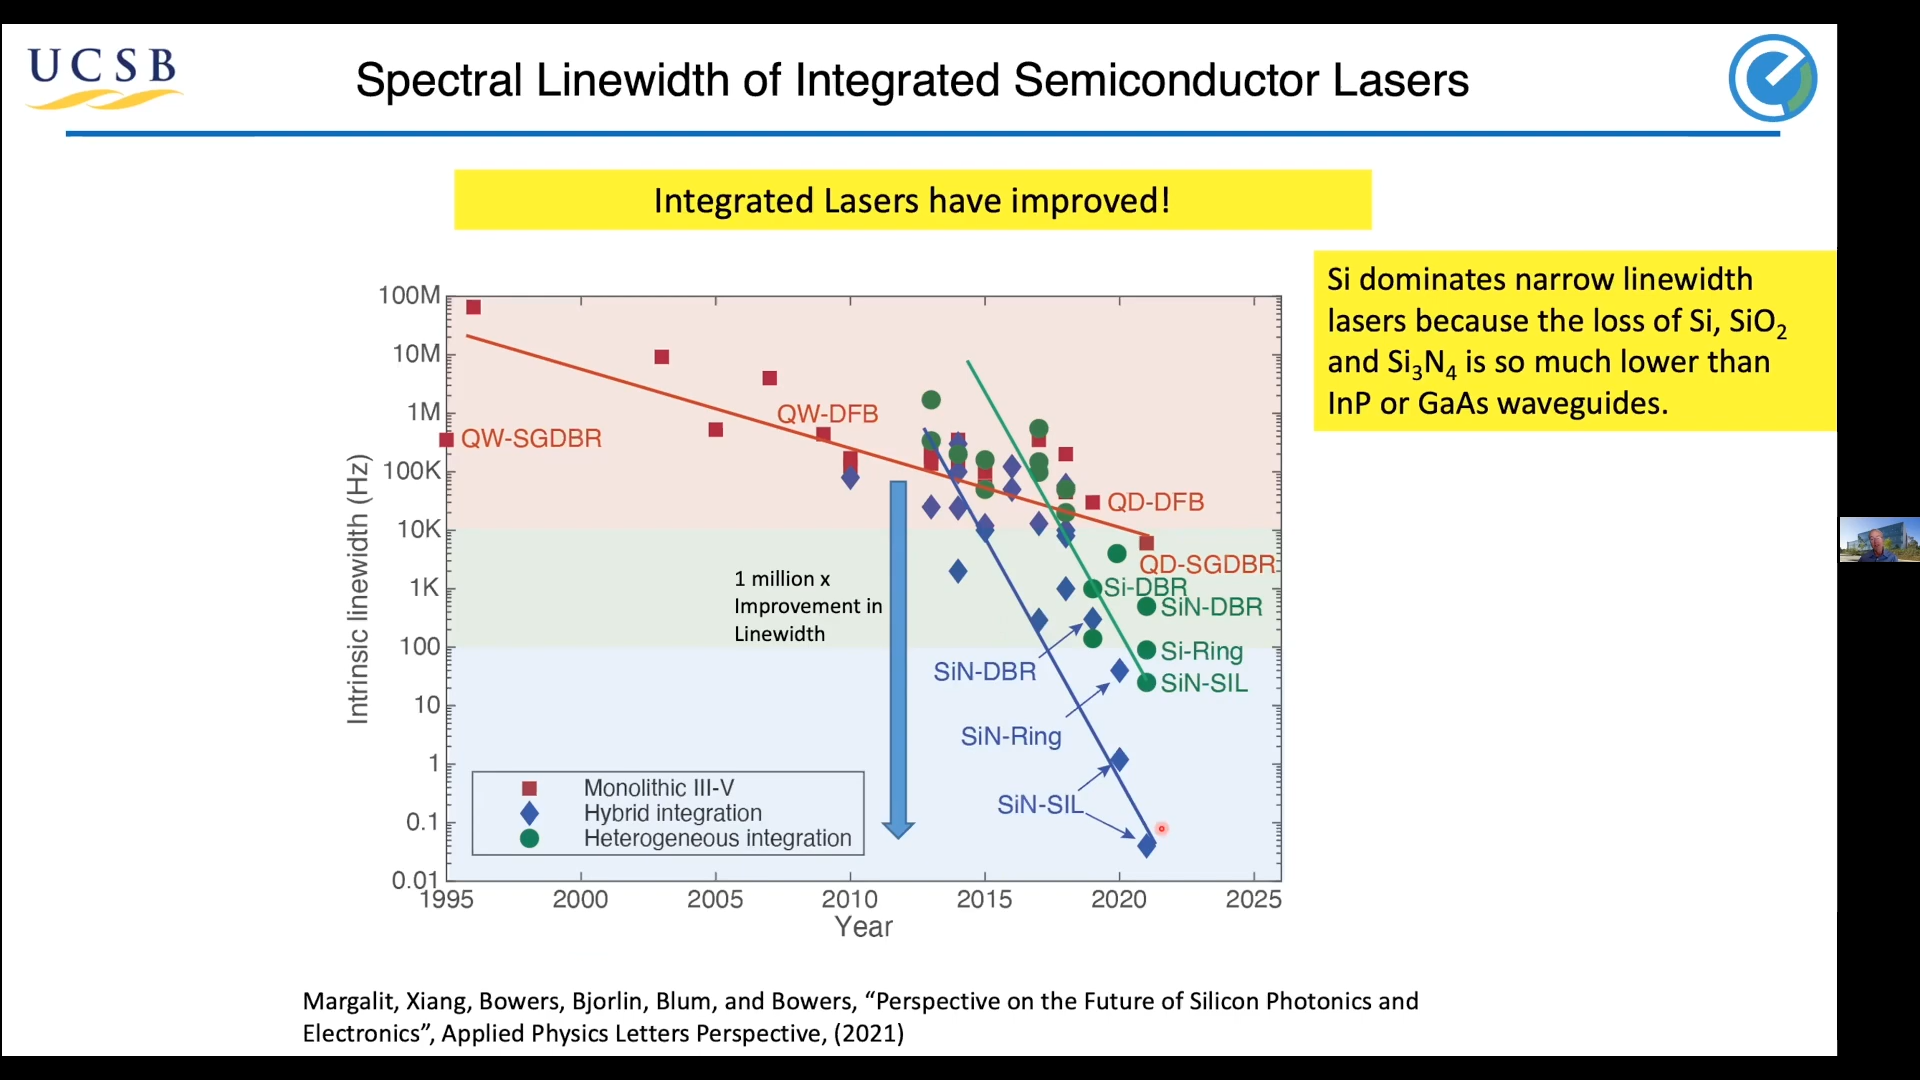 UCSB
Spectral Linewidth of Integrated Semiconductor Lasers
Integrated Lasers have improved!
Si dominates narrow linewidth
lasers because the loss of Si, SiO₂
and Si₃N₄ is so much lower than
InP or GaAs waveguides.
100M
10M
1M
100K
10K
1K
100
10
1
0.1
0.01
Intrinsic linewidth (Hz)
QW-SGDBR
QW-DFB
QD-DFB
QD-SGDBR
Si-DBR
SiN-DBR
Si-Ring
SiN-SIL
1 million x
Improvement in
Linewidth
SiN-DBR
SiN-Ring
SiN-SIL
Monolithic III-V
Hybrid integration
Heterogeneous integration
1995 2000 2005 2010 2015 2020 2025
Year
Margalit, Xiang, Bowers, Bjorlin, Blum, and Bowers, “Perspective on the Future of Silicon Photonics and
Electronics”, Applied Physics Letters Perspective, (2021)